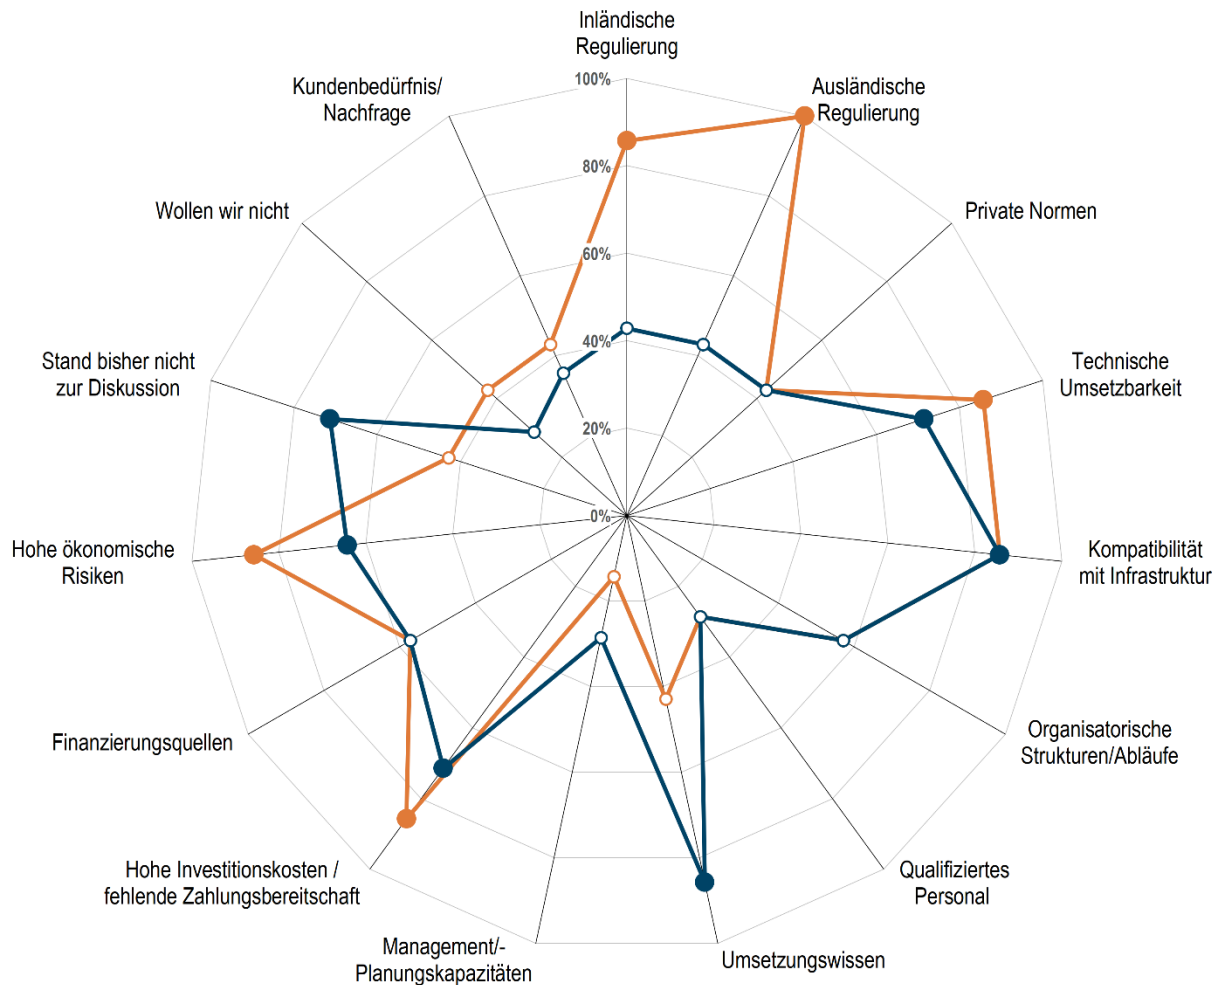 Inländische
Regulierung
Ausländische
Regulierung
Private Normen
Technische
Umsetzbarkeit
Kompatibilität
mit Infrastruktur
Organisatorische
Strukturen/Abläufe
Qualifiziertes
Personal
Umsetzungswissen
Management/-
Planungskapazitäten
Hohe Investitionskosten /
fehlende Zahlungsbereitschaft
Finanzierungsquellen
Hohe ökonomische
Risiken
Stand bisher nicht
zur Diskussion
Wollen wir nicht
Kundenbedürfnis/
Nachfrage
100%
80%
60%
40%
20%
0%